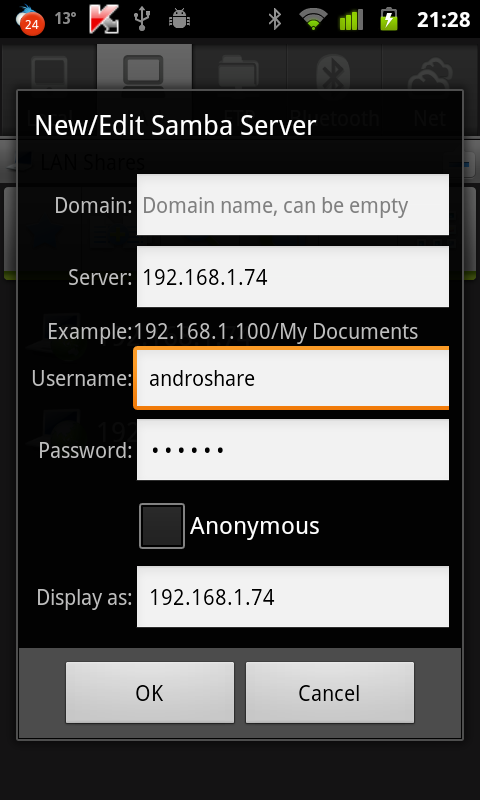 24 13° 21:28
Bluetooth Net
LAN Shares
New/Edit Samba Server
Domain: Domain name, can be empty
Server: 192.168.1.74
Example:192.168.1.100/My Documents
Username: androshare
Password: ••••••
Anonymous
Display as: 192.168.1.74
OK Cancel